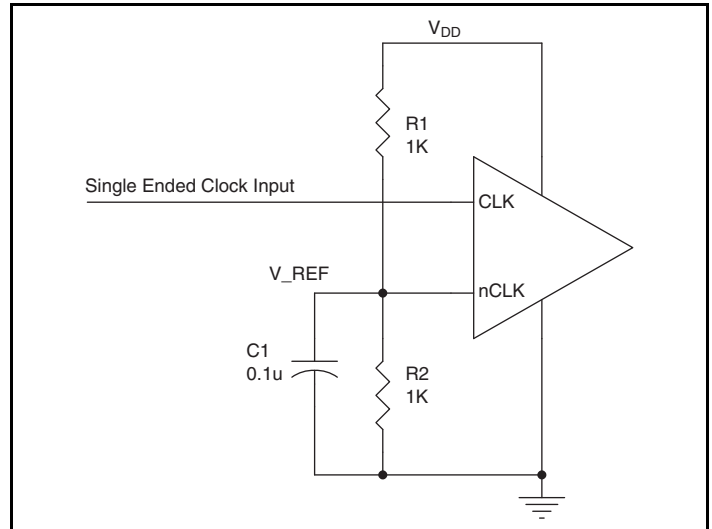 VDD
R1
1K
Single Ended Clock Input
CLK
V_REF
nCLK
C1
0.1u
R2
1K